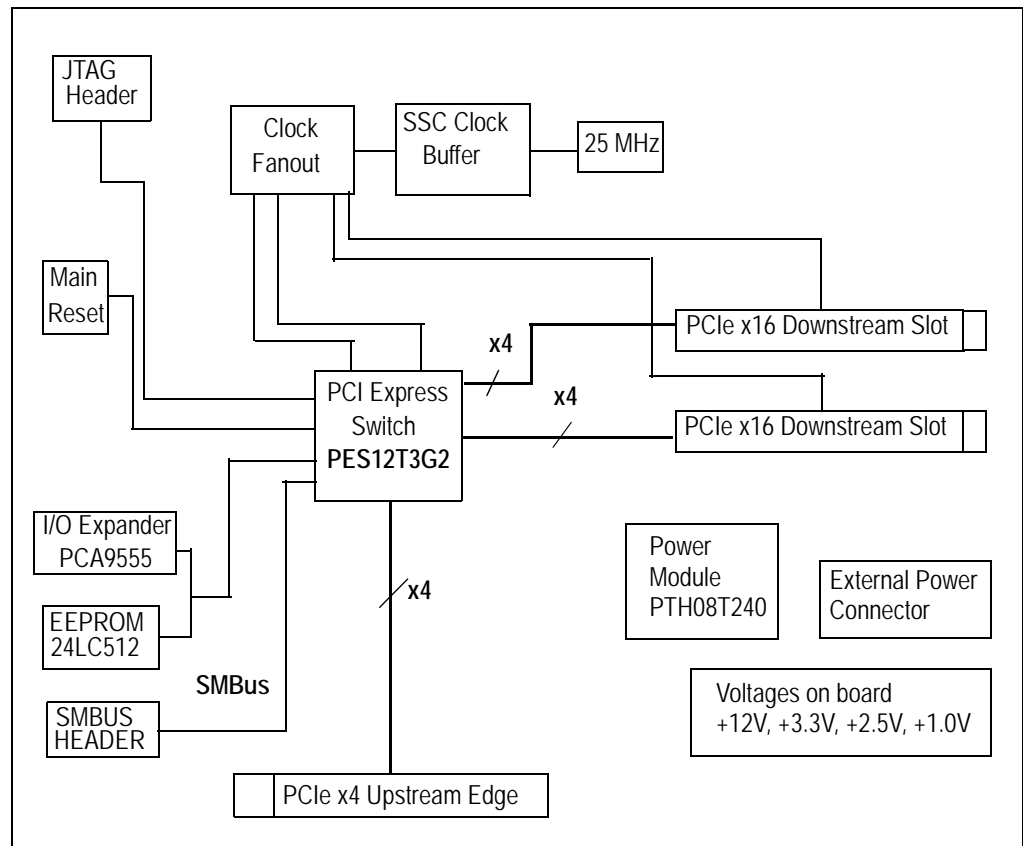 JTAG
Header
Clock
Fanout
SSC Clock
Buffer
25 MHz
Main
Reset
PCIe x16 Downstream Slot
x4
PCI Express
Switch
PES12T3G2
x4
PCIe x16 Downstream Slot
I/O Expander
PCA9555
EEPROM
24LC512
x4
Power
Module
PTH08T240
External Power
Connector
SMBus
SMBUS
HEADER
Voltages on board
+12V, +3.3V, +2.5V, +1.0V
PCIe x4 Upstream Edge